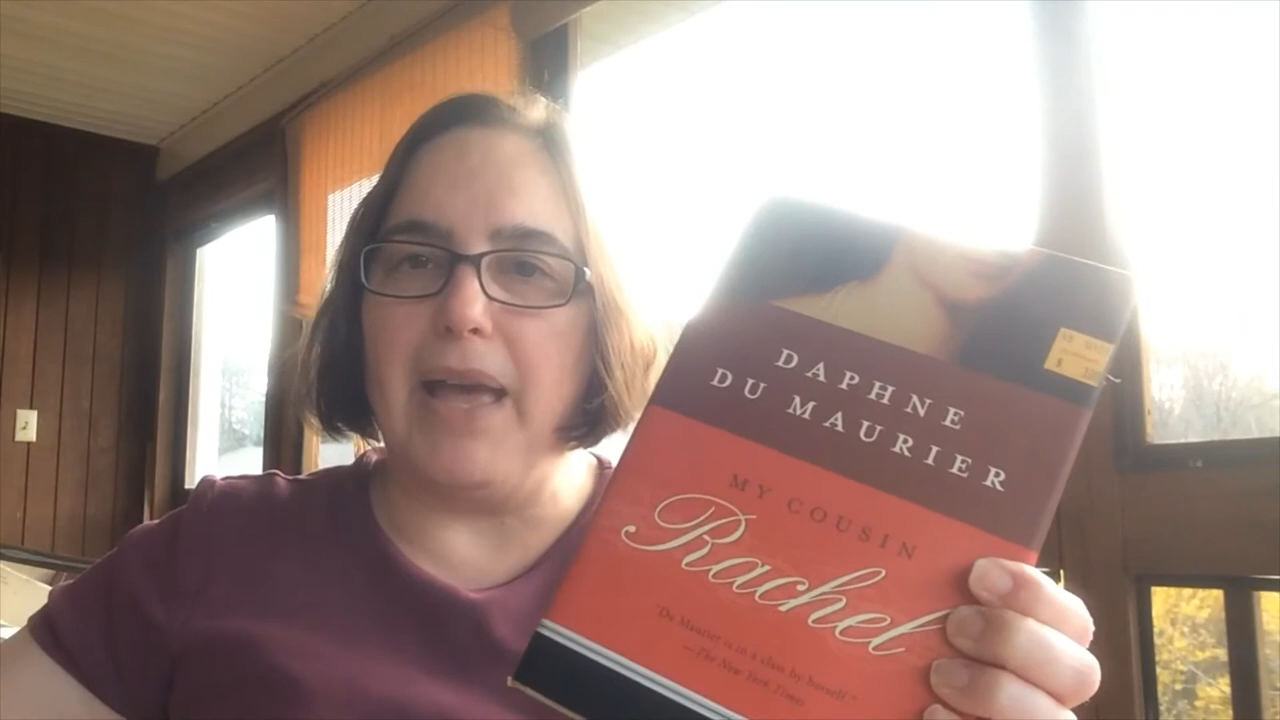 DAPHNE
DU MAURIER
MY COUSIN
Rachel
"Du Maurier is in a class by herself."
—The New York Times